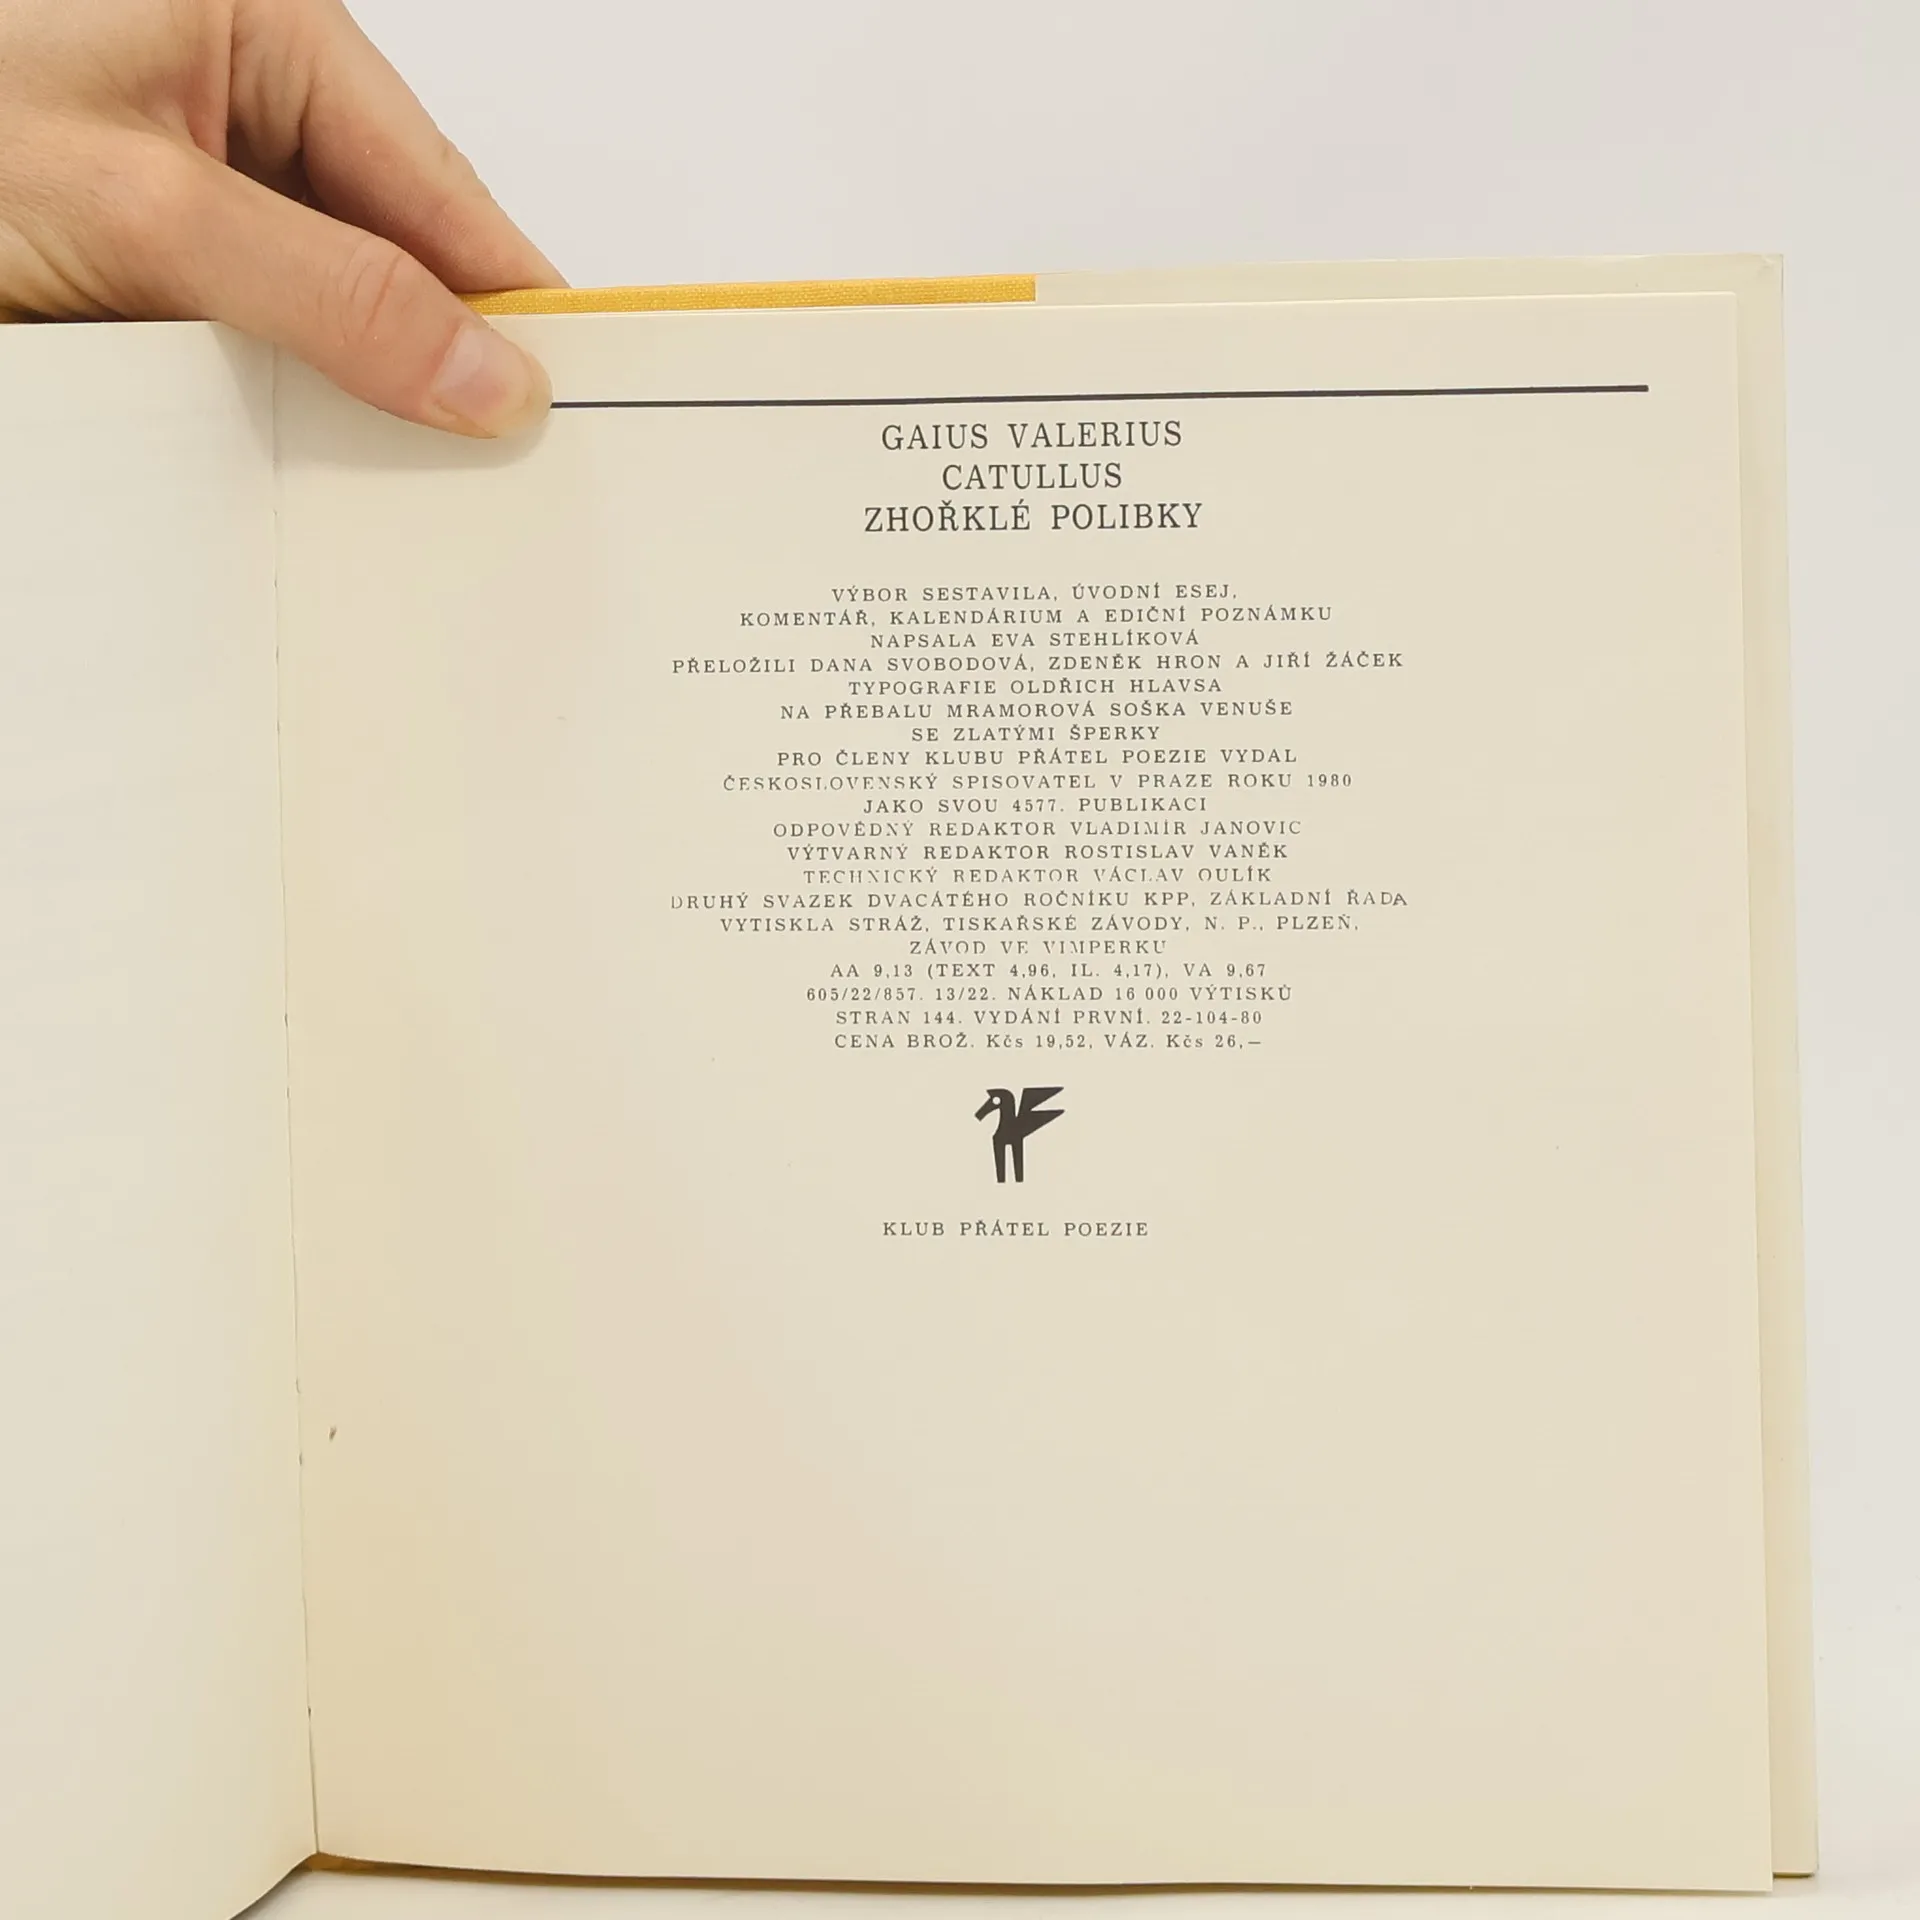 GAIUS VALERIUS
CATULLUS
ZHOŘKLÉ POLIBKY
VÝBOR SESTAVILA, ÚVODNÍ ESEJ,
KOMENTÁŘ, KALENDÁRIUM A EDIČNÍ POZNÁMKU
NAPSALA EVA STEHLÍKOVÁ
PŘELOŽILI DANA SVOBODOVÁ, ZDENĚK HRON A JIŘÍ ŽÁČEK
TYPOGRAFIE OLDŘICH HLAVSA
NA PŘEBALU MRAMOROVÁ SOŠKA VENUŠE
SE ZLATÝMI ŠPERKY
PRO ČLENY KLUBU PŘÁTEL POEZIE VYDAL
ČESKOSLOVENSKÝ SPISOVATEL V PRAZE ROKU 1980
JAKO SVOU 4577. PUBLIKACI
ODPOVĚDNÝ REDAKTOR VLADIMÍR JANOVIC
VÝTVARNÝ REDAKTOR ROSTISLAV VANĚK
TECHNICKÝ REDAKTOR VÁCLAV OULÍK
DRUHÝ SVAZEK DVACÁTÉHO ROČNÍKU KPP, ZÁKLADNÍ ŘADA
VYTISKLA STRÁŽ, TISKAŘSKÉ ZÁVODY, N. P., PLZEŇ,
ZÁVOD VE VIMPERKU
AA 9,13 (TEXT 4,96, IL. 4,17), VA 9,67
605/22/857. 13/22. NÁKLAD 16 000 VÝTISKŮ
STRAN 144. VYDÁNÍ PRVNÍ. 22-104-80
CENA BROŽ. Kčs 19,52, VÁZ. Kčs 26,—
KLUB PŘÁTEL POEZIE